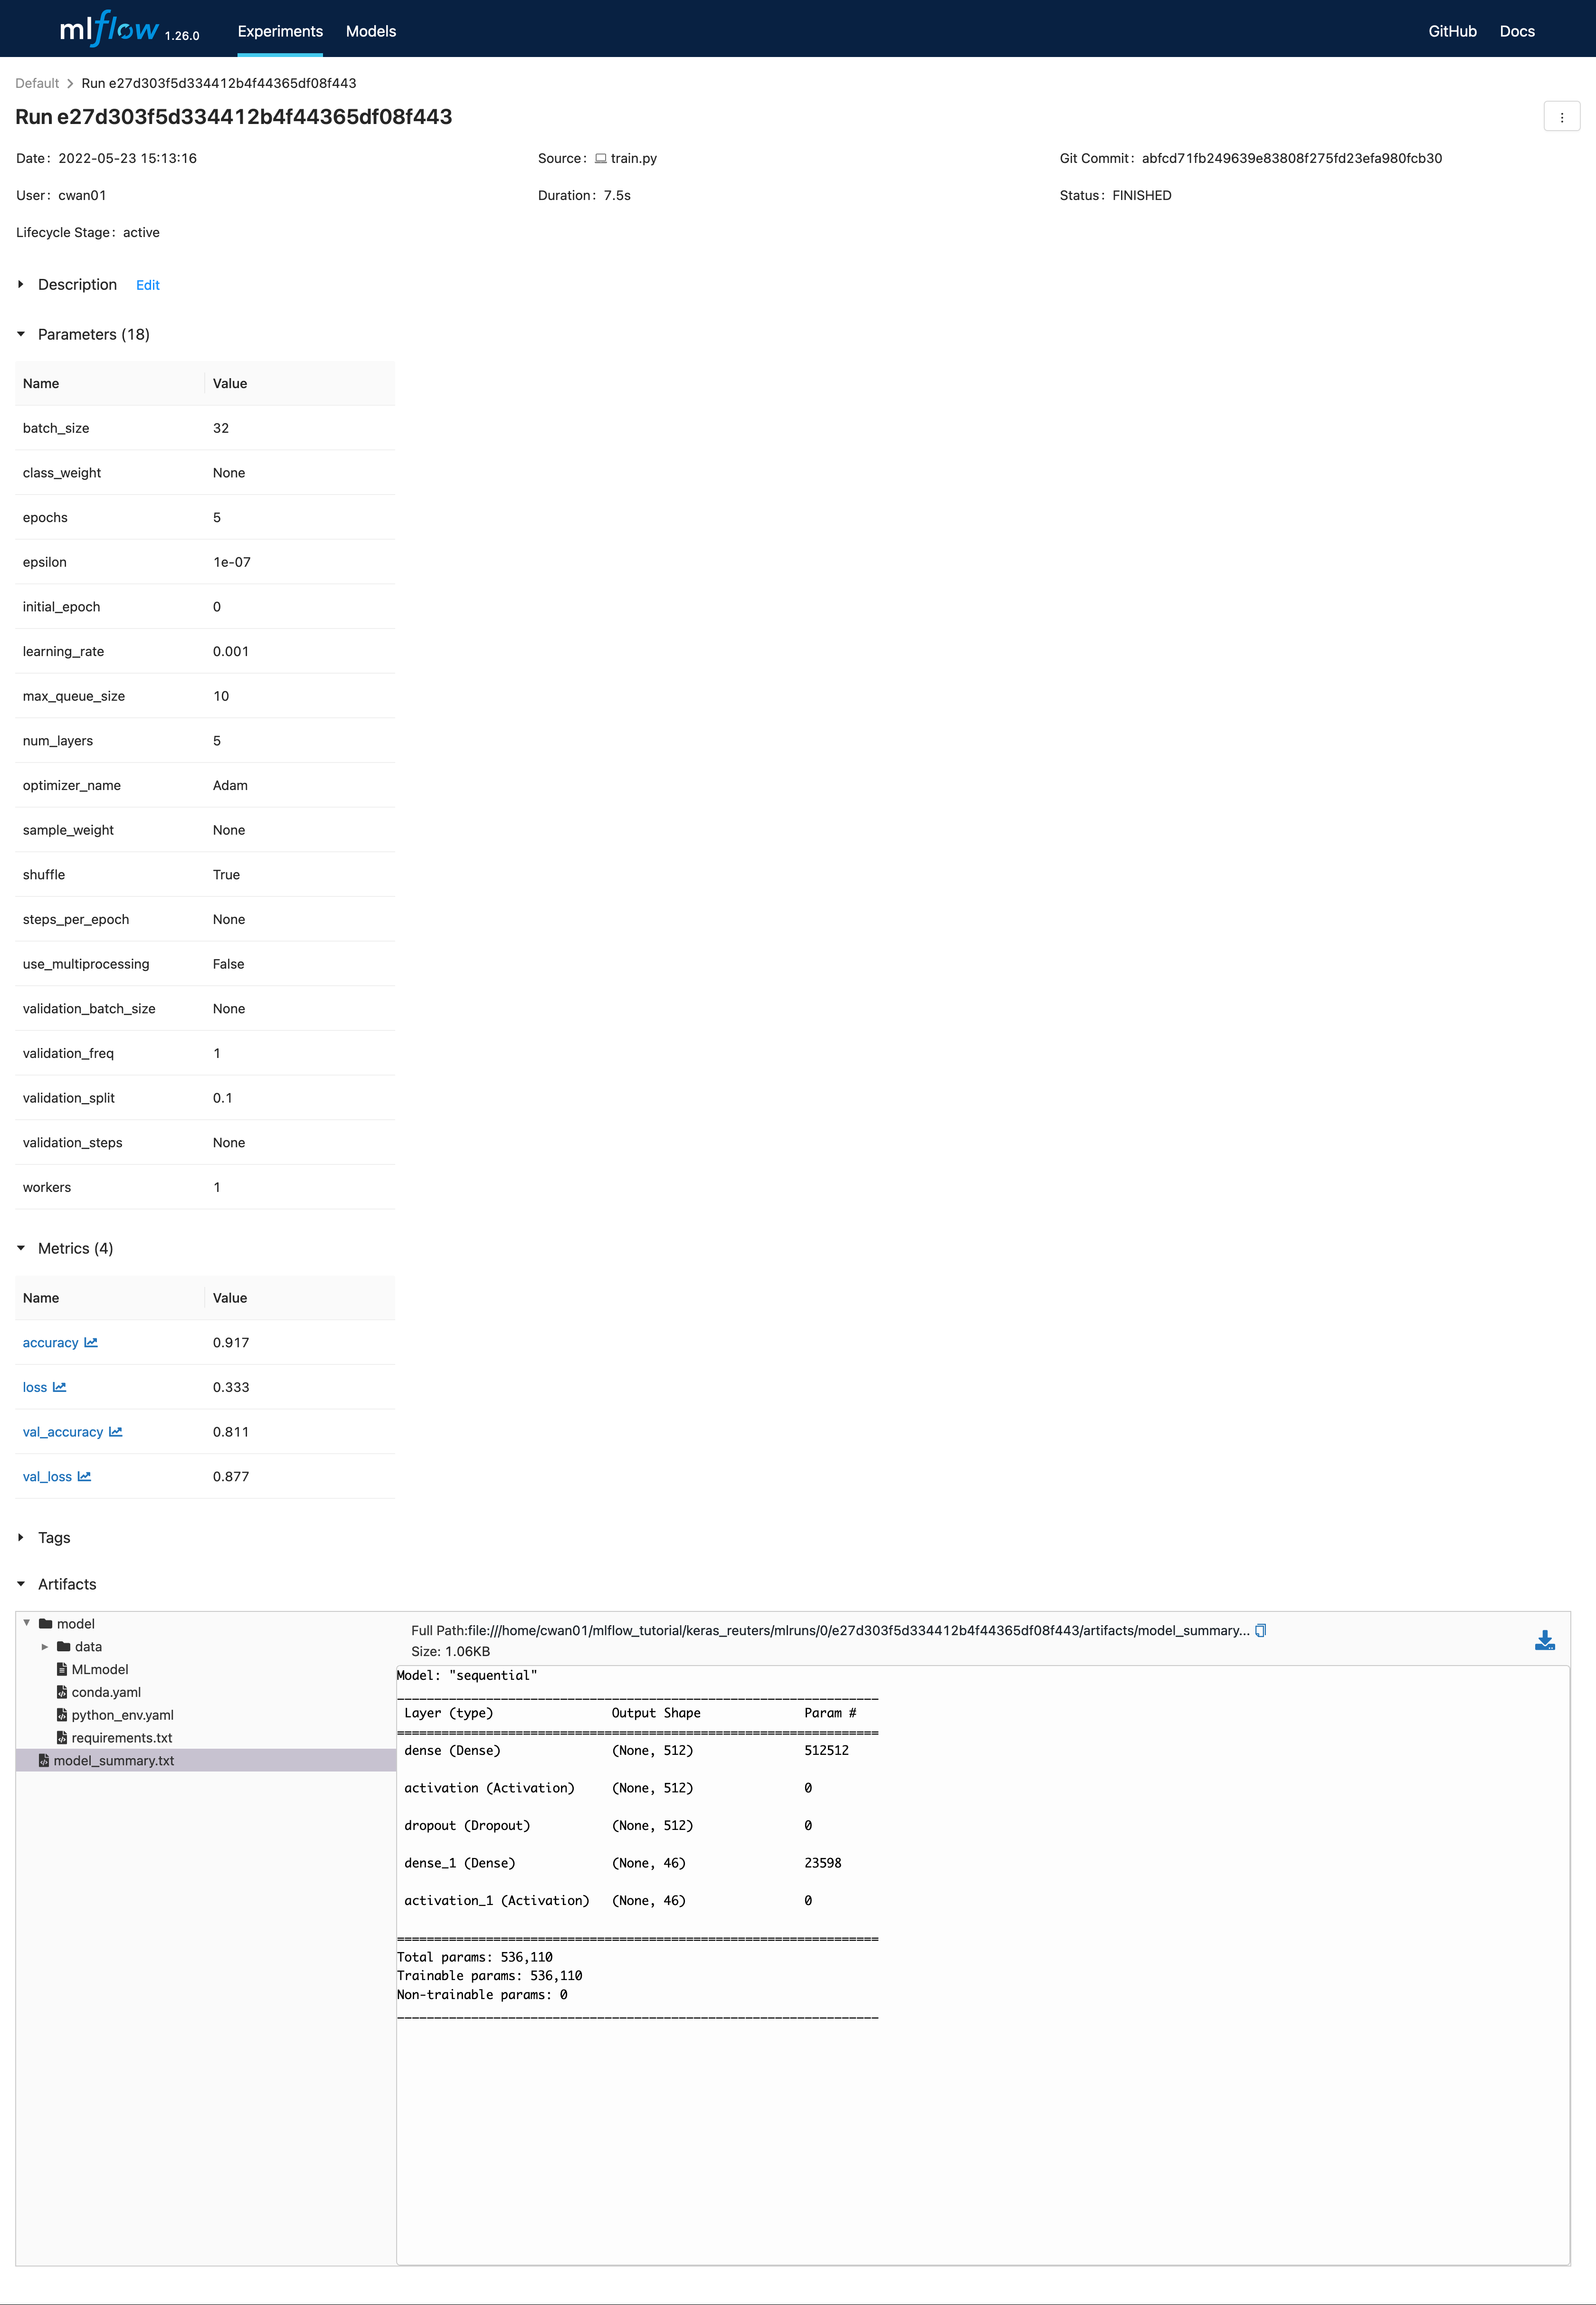 mlflow 1.26.0 Experiments Models GitHub Docs
Default > Run e27d303f5d334412b4f44365df08f443
Run e27d303f5d334412b4f44365df08f443
Date: 2022-05-23 15:13:16 Source: train.py Git Commit: abfcd71fb249639e83808f275fd23efa980fcb30
User: cwan01 Duration: 7.5s Status: FINISHED
Lifecycle Stage: active
Description Edit
Parameters (18)
Name Value
batch_size 32
class_weight None
epochs 5
epsilon 1e-07
initial_epoch 0
learning_rate 0.001
max_queue_size 10
num_layers 5
optimizer_name Adam
sample_weight None
shuffle True
steps_per_epoch None
use_multiprocessing False
validation_batch_size None
validation_freq 1
validation_split 0.1
validation_steps None
workers 1
Metrics (4)
Name Value
accuracy 0.917
loss 0.333
val_accuracy 0.811
val_loss 0.877
Tags
Artifacts
model
data
MLmodel
conda.yaml
python_env.yaml
requirements.txt
model_summary.txt
Full Path:file:///home/cwan01/mlflow_tutorial/keras_reuters/mlruns/0/e27d303f5d334412b4f44365df08f443/artifacts/model_summary...
Size: 1.06KB
Model: "sequential"
_________________________________________________________________
Layer (type) Output Shape Param #
=================================================================
dense (Dense) (None, 512) 512512
activation (Activation) (None, 512) 0
dropout (Dropout) (None, 512) 0
dense_1 (Dense) (None, 46) 23598
activation_1 (Activation) (None, 46) 0
=================================================================
Total params: 536,110
Trainable params: 536,110
Non-trainable params: 0
_________________________________________________________________